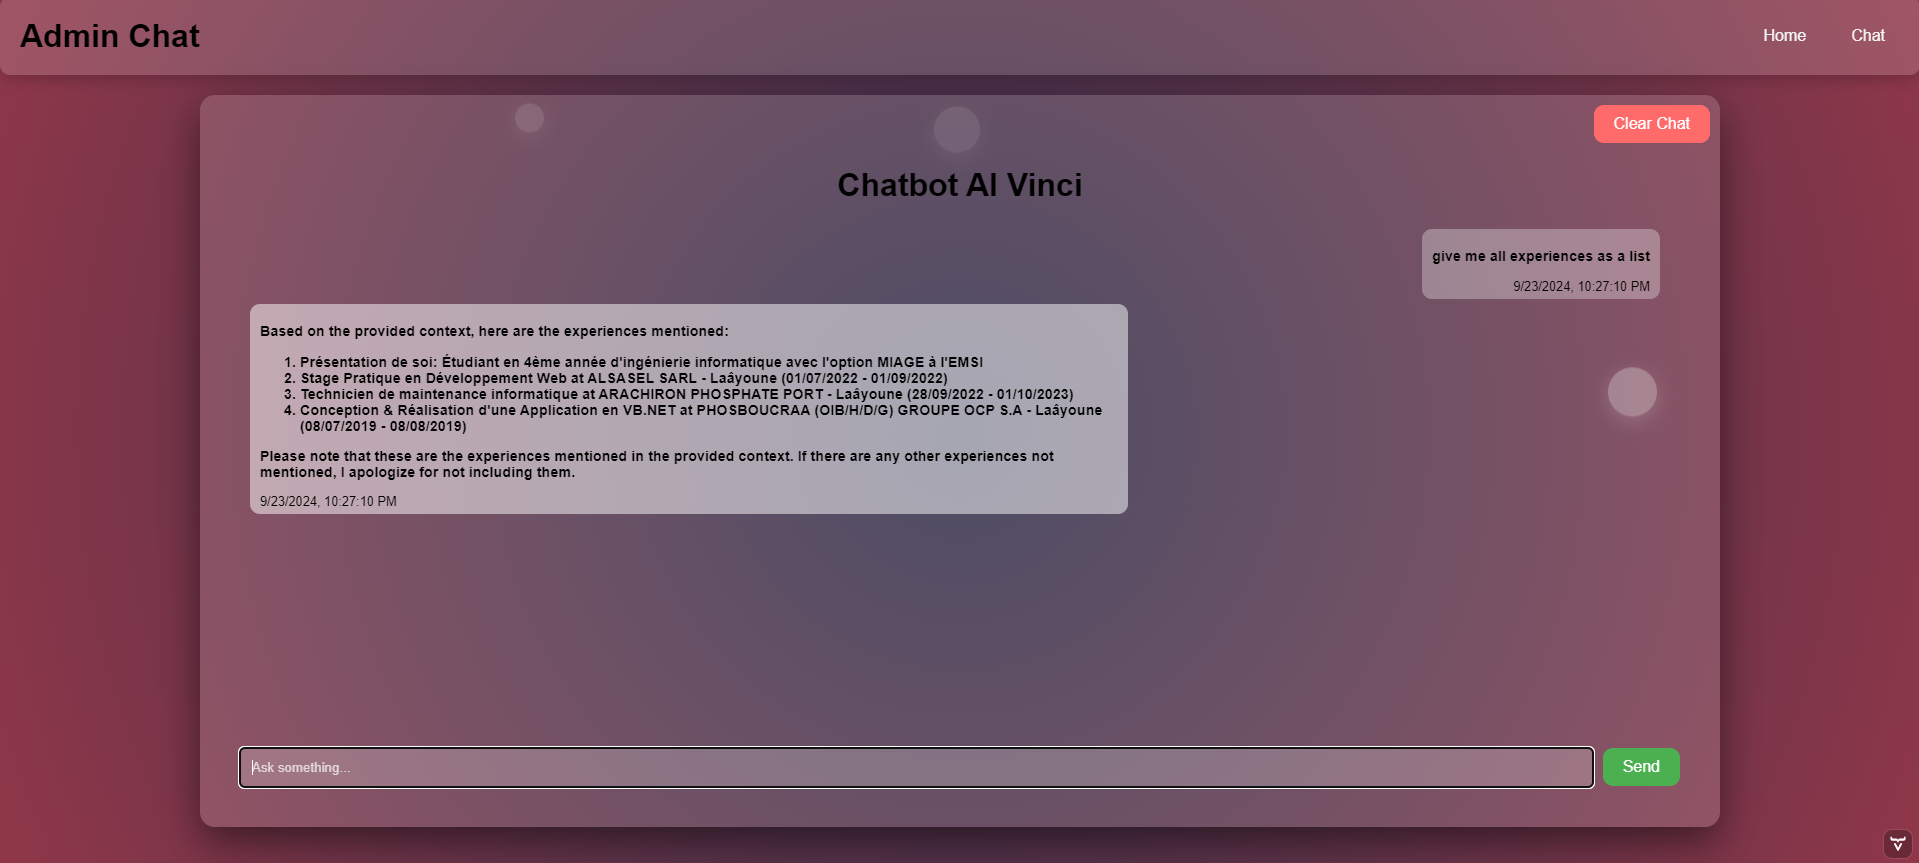 Admin Chat
Home
Chat
Clear Chat
Chatbot AI Vinci
give me all experiences as a list
9/23/2024, 10:27:10 PM
Based on the provided context, here are the experiences mentioned:
1. Présentation de soi: Étudiant en 4ème année d'ingénierie informatique avec l'option MIAGE à l'EMSI
2. Stage Pratique en Développement Web at ALSASEL SARL - Laâyoune (01/07/2022 - 01/09/2022)
3. Technicien de maintenance informatique at ARACHIRON PHOSPHATE PORT - Laâyoune (28/09/2022 - 01/10/2023)
4. Conception & Réalisation d'une Application en VB.NET at PHOSBOUCRAA (OIB/H/D/G) GROUPE OCP S.A - Laâyoune
(08/07/2019 - 08/08/2019)
Please note that these are the experiences mentioned in the provided context. If there are any other experiences not
mentioned, I apologize for not including them.
9/23/2024, 10:27:10 PM
Ask something...
Send